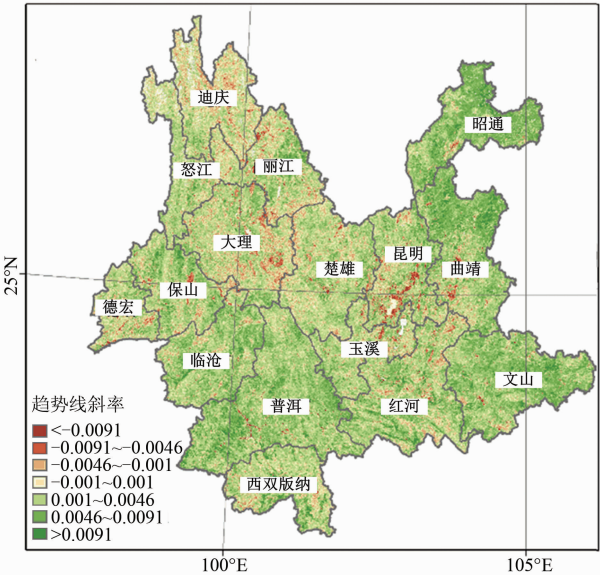 迪庆
昭通
怒江
丽江
大理
楚雄
昆明
曲靖
25°N
保山
德宏
玉溪
临沧
文山
普洱
红河
西双版纳
趋势线斜率
<-0.0091
-0.0091~-0.0046
-0.0046~-0.001
-0.001~0.001
0.001~0.0046
0.0046~0.0091
>0.0091
100°E
105°E